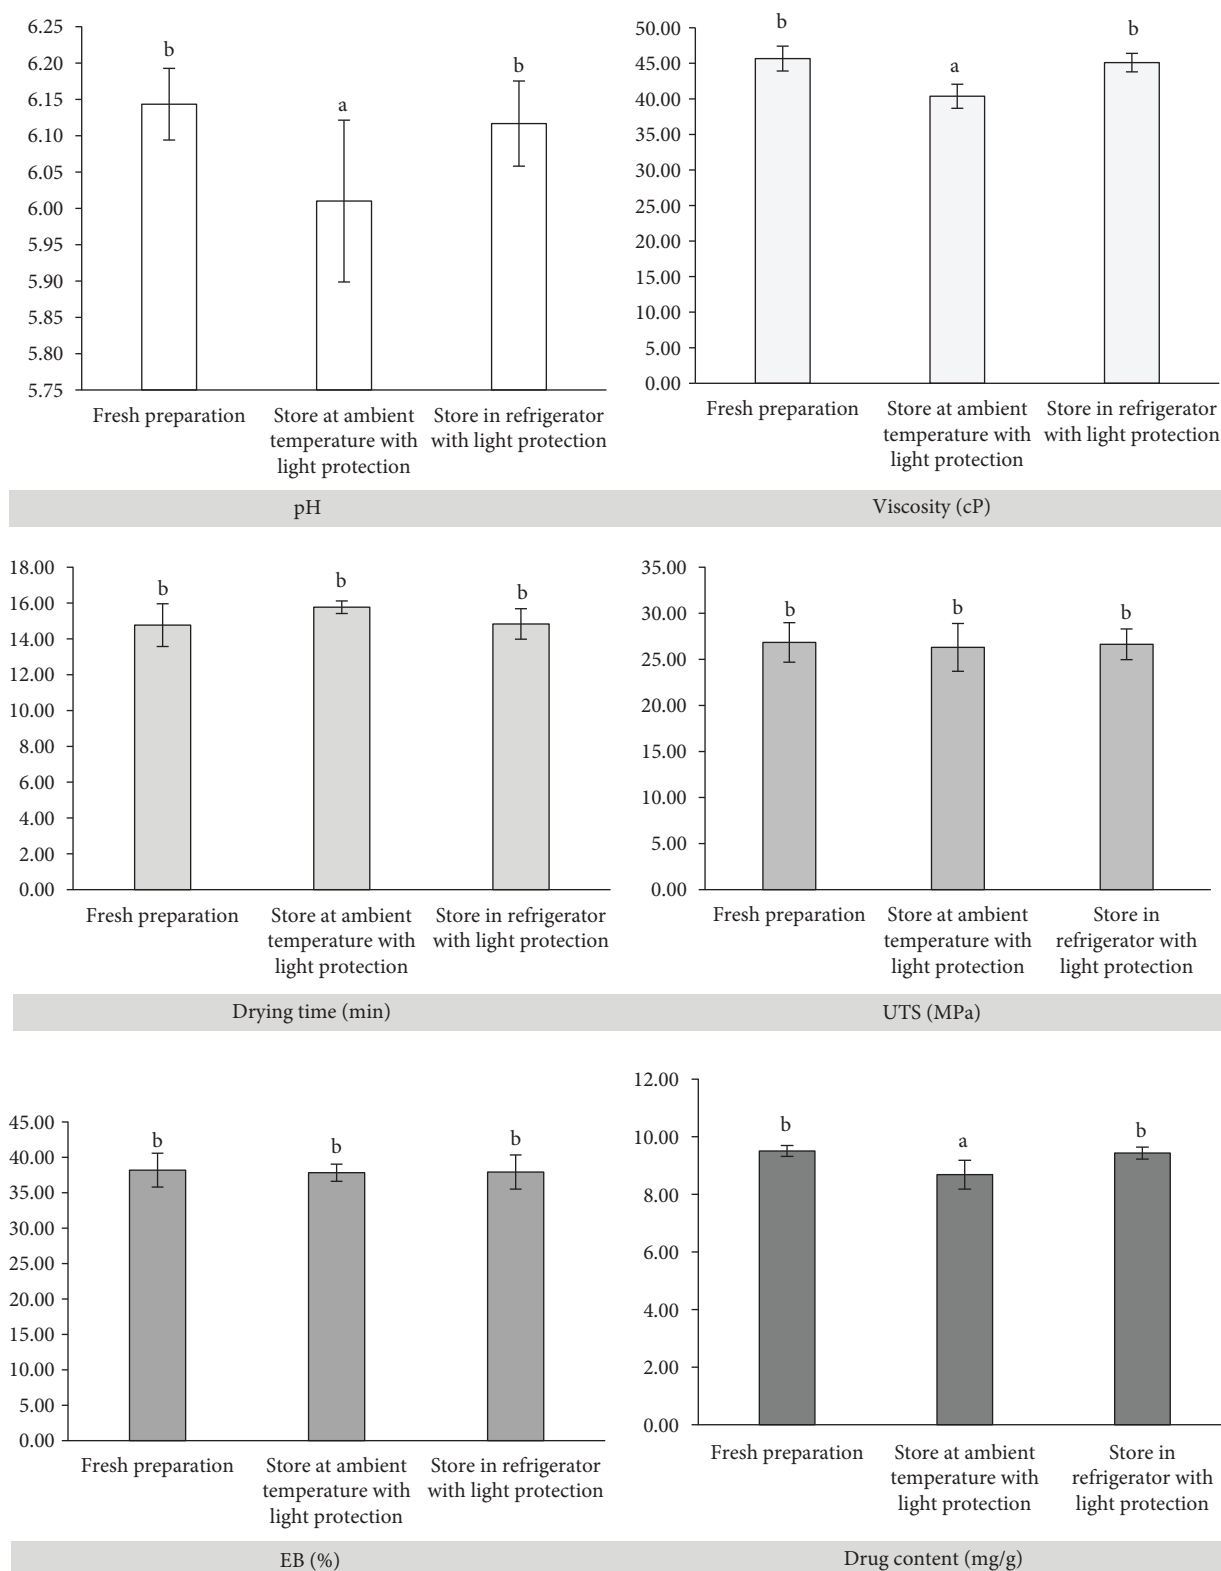 6.25
6.20
6.15
6.10
6.05
6.00
5.95
5.90
5.85
5.80
5.75
b
a
b
Fresh preparation
Store at ambient
temperature with
light protection
Store in refrigerator
with light protection
pH
50.00
45.00
40.00
35.00
30.00
25.00
20.00
15.00
10.00
5.00
0.00
b
a
b
Fresh preparation
Store at ambient
temperature with
light protection
Store in refrigerator
with light protection
Viscosity (cP)
18.00
16.00
14.00
12.00
10.00
8.00
6.00
4.00
2.00
0.00
b
b
b
Fresh preparation
Store at ambient
temperature with
light protection
Store in refrigerator
with light protection
Drying time (min)
35.00
30.00
25.00
20.00
15.00
10.00
5.00
0.00
b
b
b
Fresh preparation
Store at ambient
temperature with
light protection
Store in
refrigerator with
light protection
UTS (MPa)
45.00
40.00
35.00
30.00
25.00
20.00
15.00
10.00
5.00
0.00
b
b
b
Fresh preparation
Store at ambient
temperature with
light protection
Store in refrigerator
with light protection
EB (%)
12.00
10.00
8.00
6.00
4.00
2.00
0.00
b
a
b
Fresh preparation
Store at ambient
temperature with
light protection
Store in
refrigerator with
light protection
Drug content (mg/g)